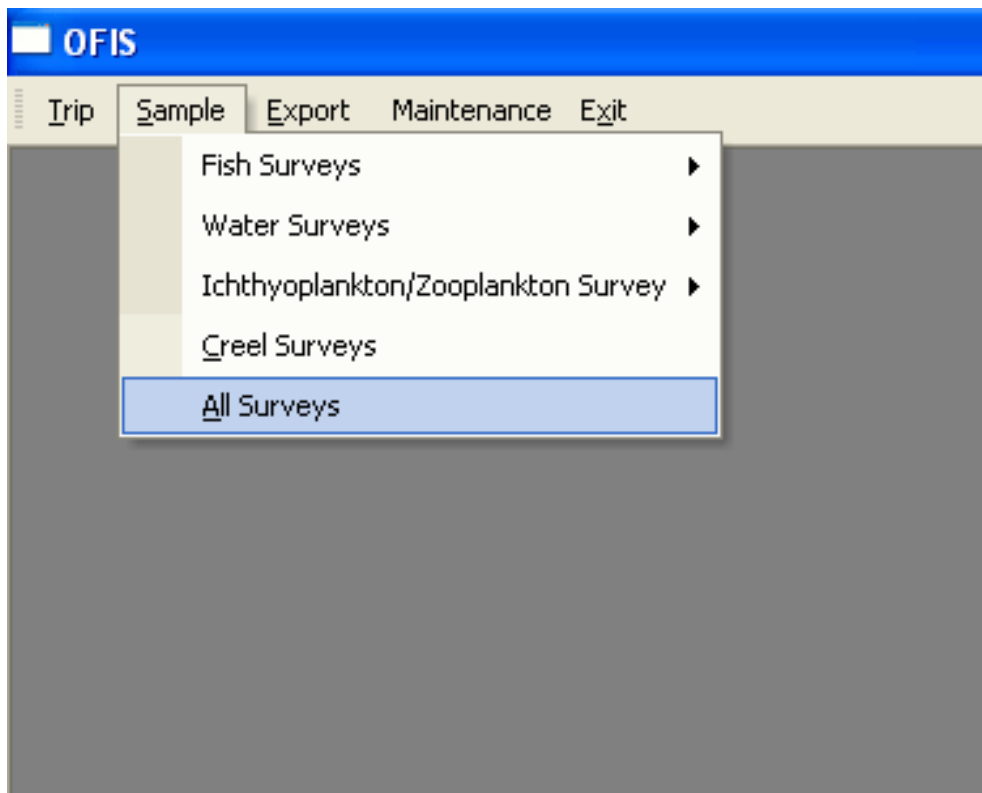 OFIS
Trip Sample Export Maintenance Exit
Fish Surveys
Water Surveys
Ichthyoplankton/Zooplankton Survey
Creel Surveys
All Surveys